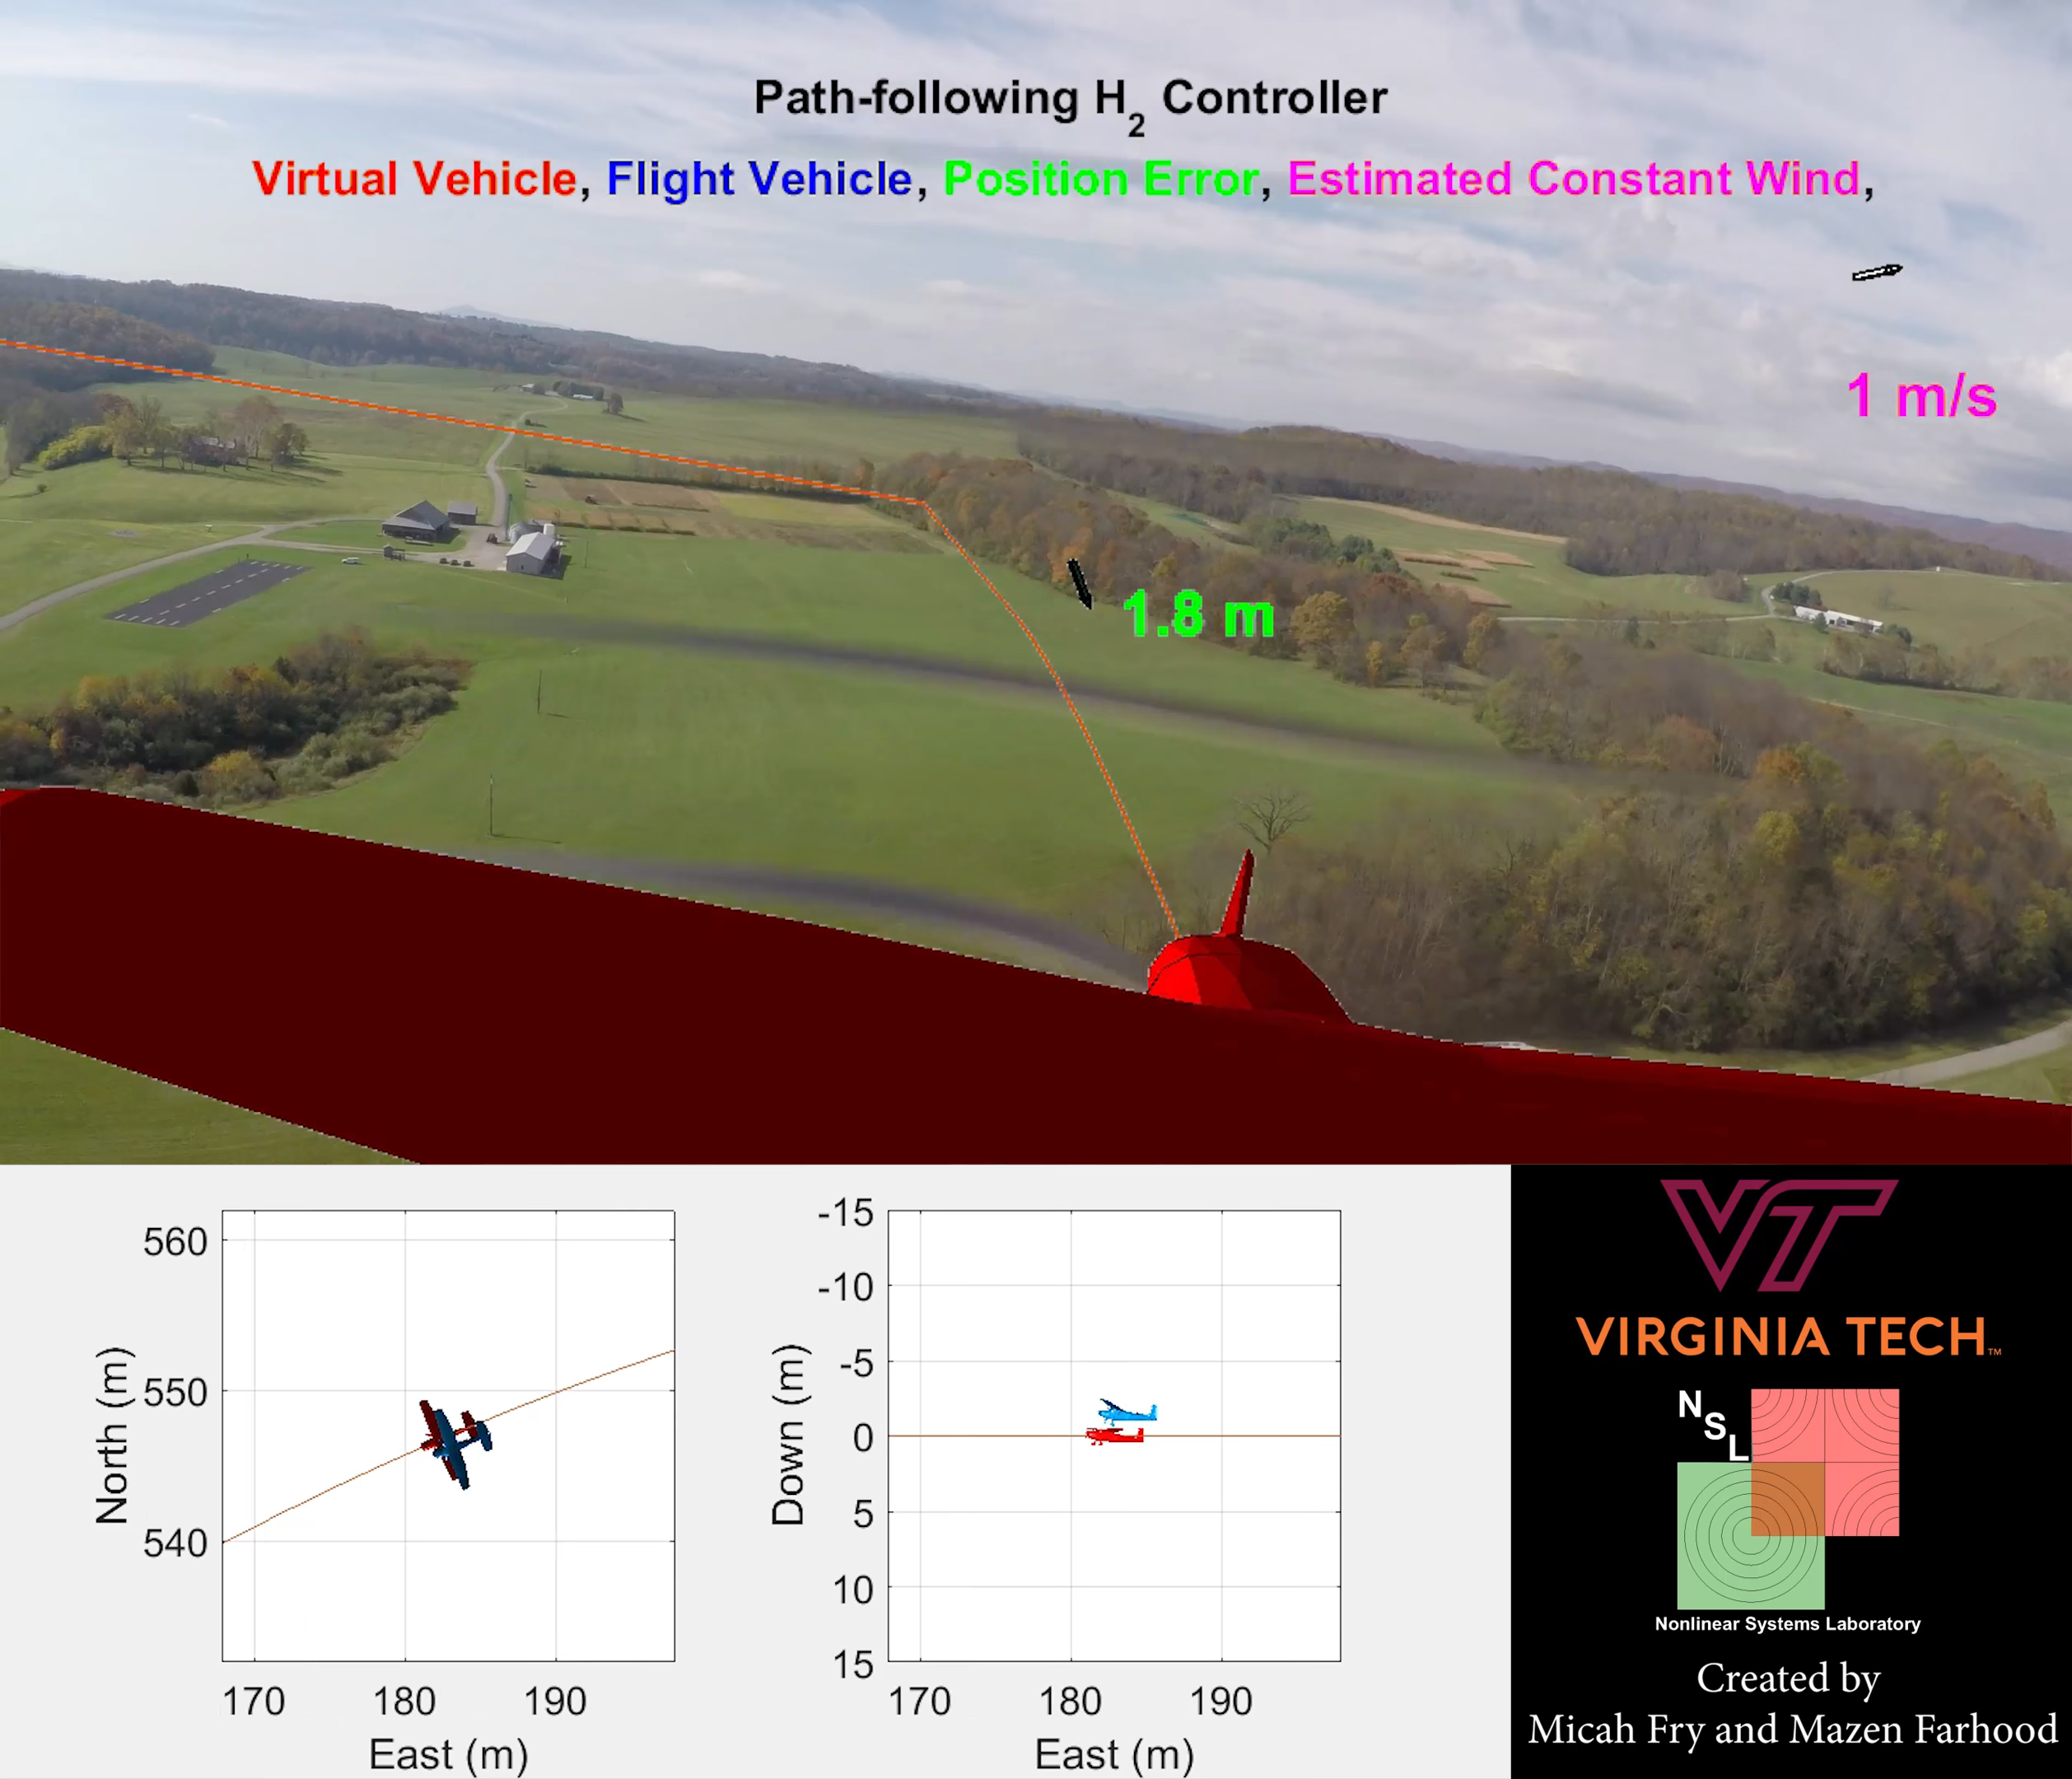 Path-following H₂ Controller
Virtual Vehicle, Flight Vehicle, Position Error, Estimated Constant Wind,
1 m/s
1.8 m
560
550
540
North (m)
170 180 190
East (m)
-15
-10
-5
0
5
10
15
Down (m)
170 180 190
East (m)
VT
VIRGINIA TECH™
NSL
Nonlinear Systems Laboratory
Created by
Micah Fry and Mazen Farhood